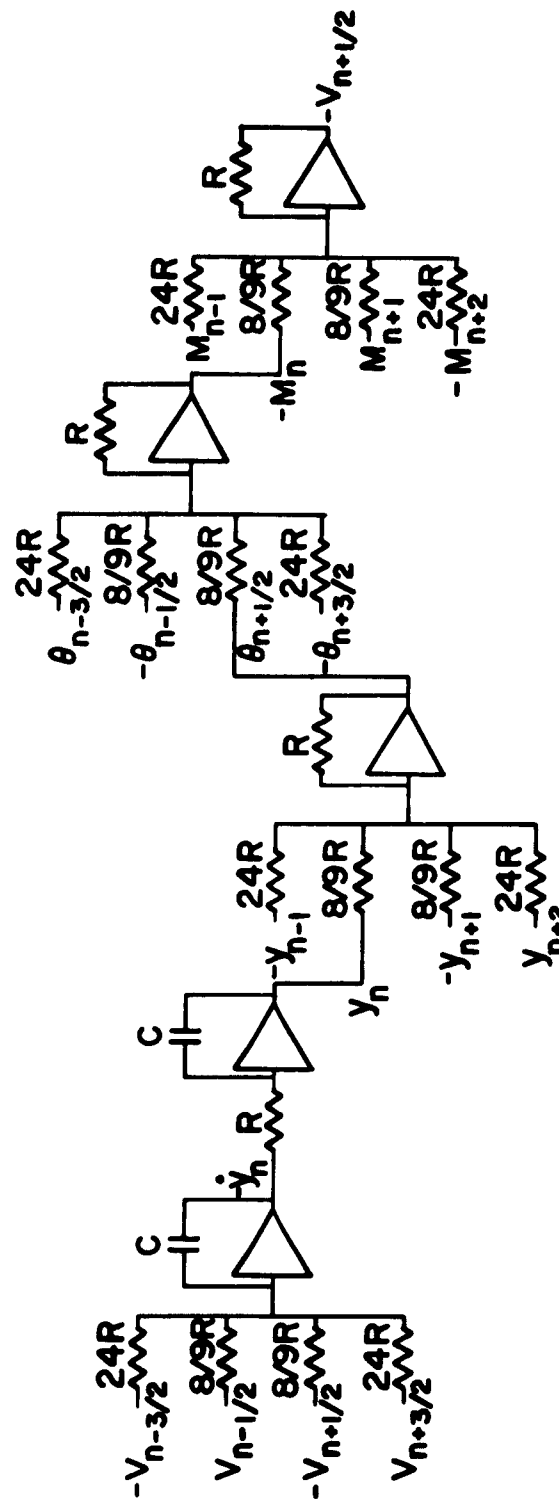 24R
-V_{n-3/2}
8/9R
V_{n-1/2}
8/9R
-V_{n+1/2}
24R
V_{n+3/2}
C
-ẏ_n
R
C
y_n
24R
-y_{n-1}
8/9R
8/9R
-y_{n+1}
24R
y_{n+2}
R
24R
θ_{n-3/2}
8/9R
-θ_{n-1/2}
8/9R
θ_{n+1/2}
24R
-θ_{n+3/2}
R
-M_n
24R
M_{n-1}
8/9R
8/9R
M_{n+1}
24R
-M_{n+2}
R
-V_{n+1/2}